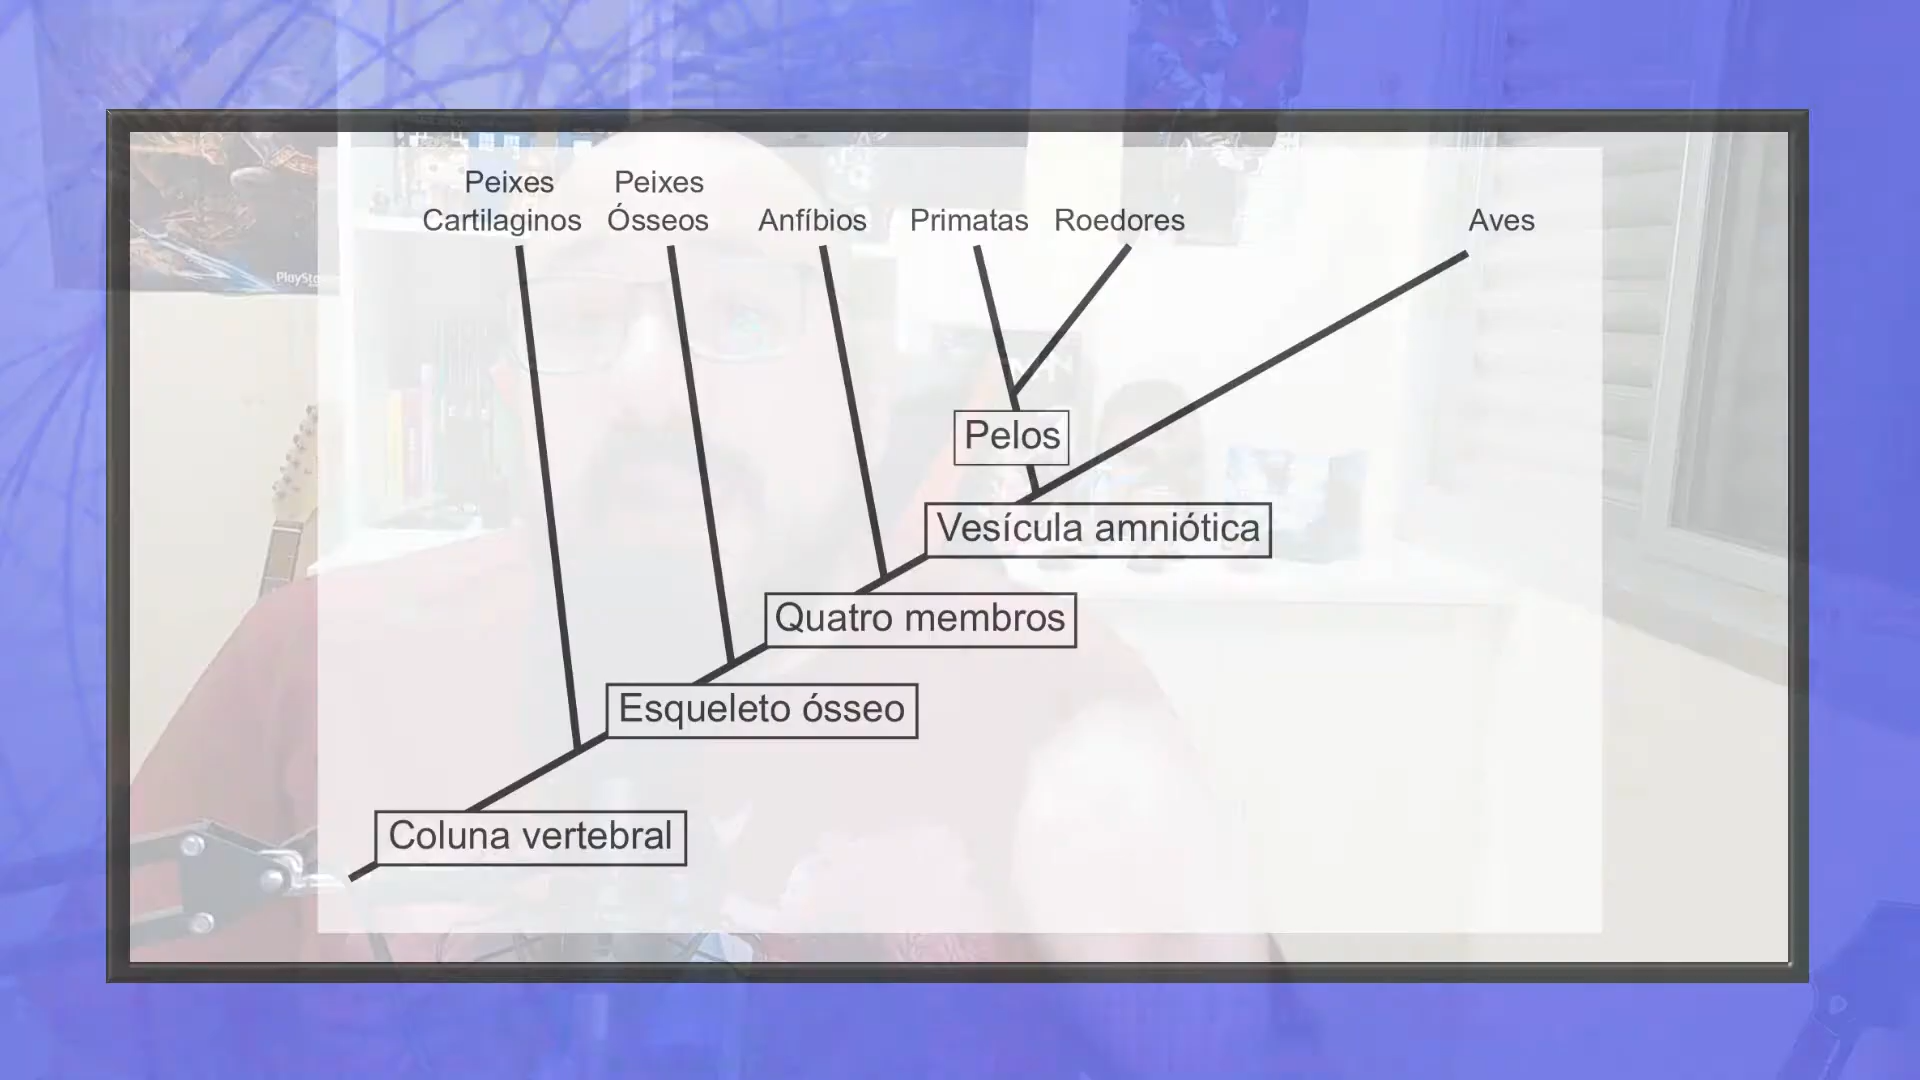 Peixes
Cartilaginos
Peixes
Ósseos
Anfíbios
Primatas
Roedores
Aves
Pelos
Vesícula amniótica
Quatro membros
Esqueleto ósseo
Coluna vertebral